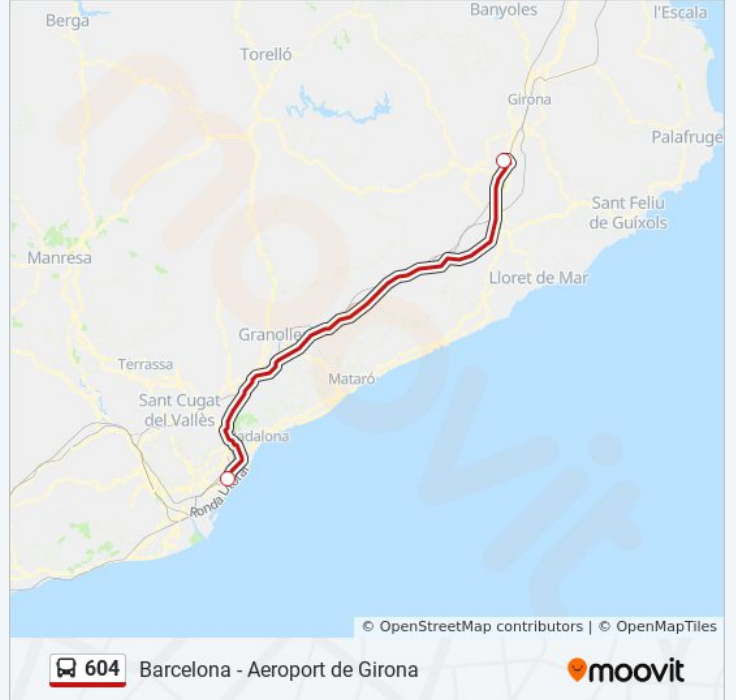 Banyoles
l'Escala
Berga
Torelló
Girona
Palafruge
Sant Feliu
de Guíxols
Manresa
Lloret de Mar
Granolle
Terrassa
Mataró
Sant Cugat
del Vallès
adalona
Ronda Litoral
moovit
© OpenStreetMap contributors | © OpenMapTiles
604 Barcelona - Aeroport de Girona
moovit